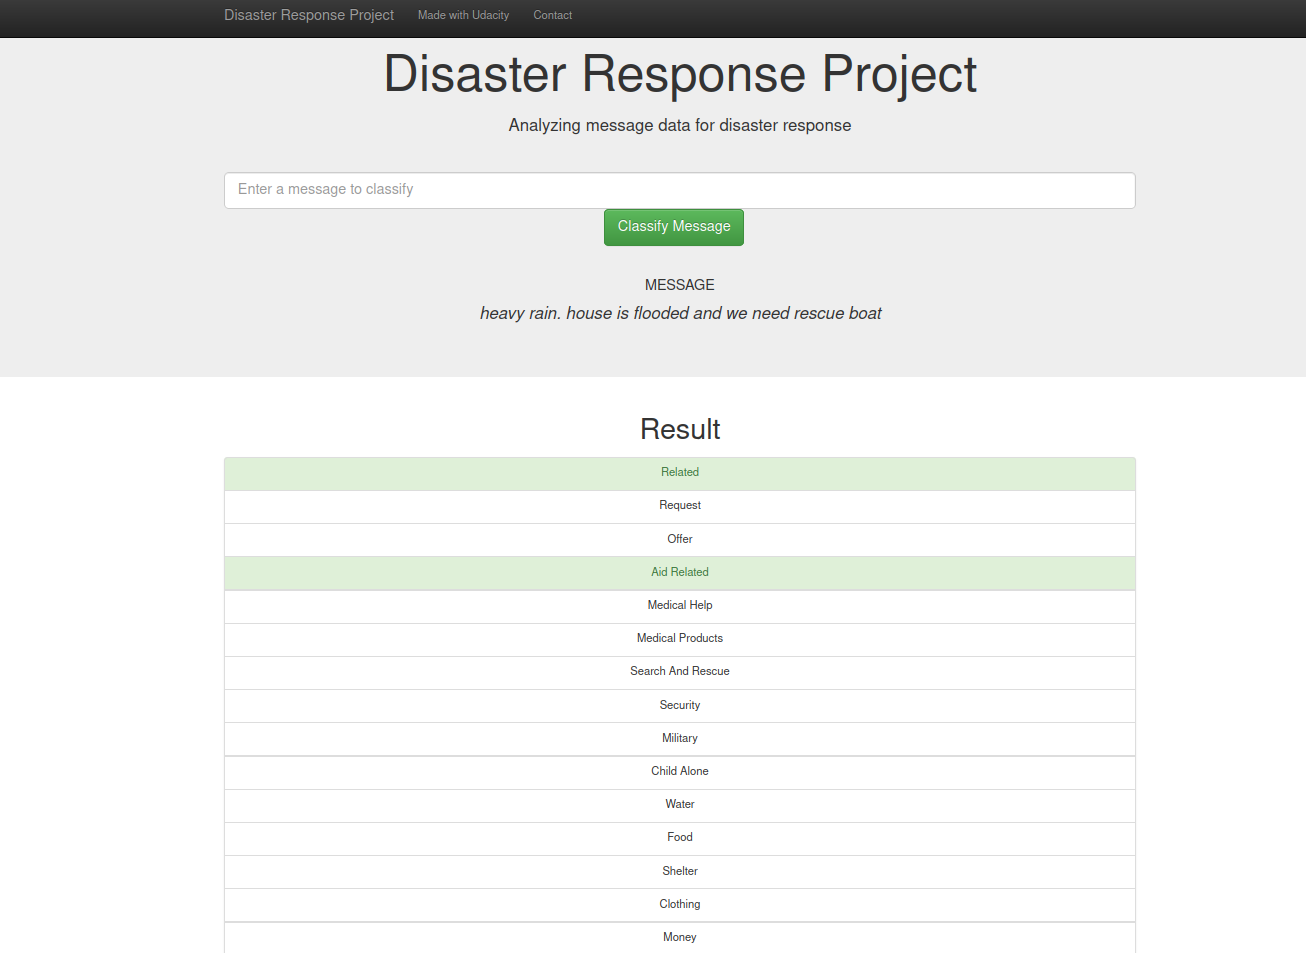 Disaster Response Project Made with Udacity Contact
Disaster Response Project
Analyzing message data for disaster response
Enter a message to classify
Classify Message
MESSAGE
heavy rain. house is flooded and we need rescue boat
Result
Related
Request
Offer
Aid Related
Medical Help
Medical Products
Search And Rescue
Security
Military
Child Alone
Water
Food
Shelter
Clothing
Money